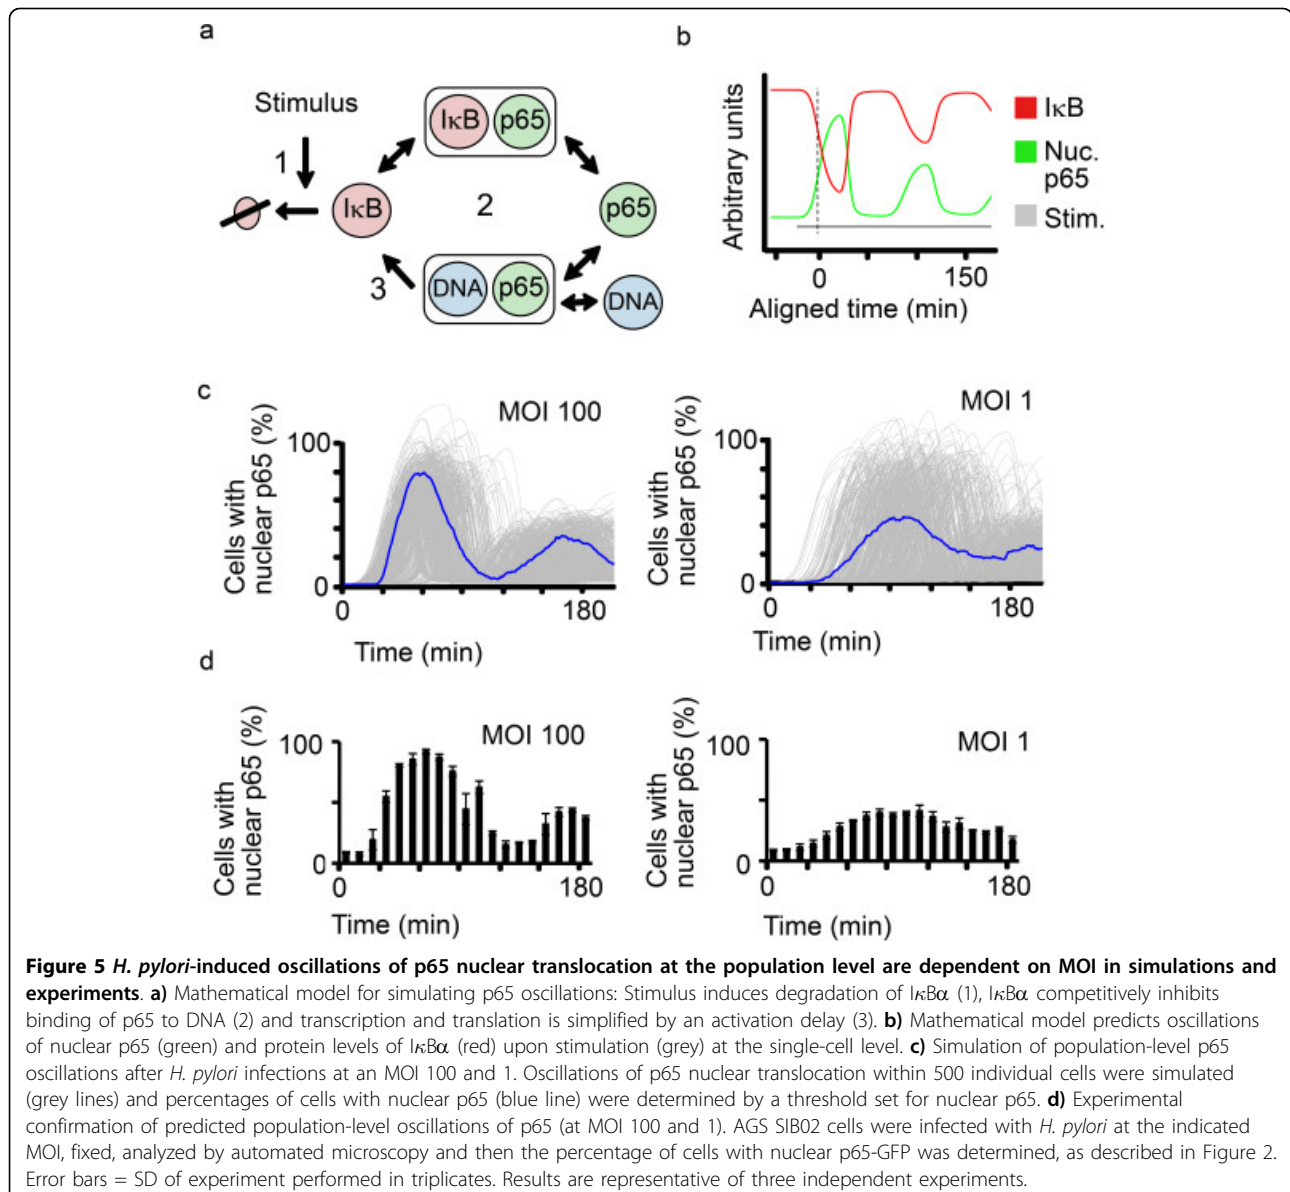 a
Stimulus
1
IκB
p65
IκB
2
p65
3
DNA
p65
DNA
b
Arbitrary units
0
150
Aligned time (min)
IκB
Nuc.
p65
Stim.
c
Cells with
nuclear p65 (%)
100
0
MOI 100
0
180
Time (min)
Cells with
nuclear p65 (%)
100
0
MOI 1
0
180
Time (min)
d
Cells with
nuclear p65 (%)
100
0
MOI 100
0
180
Time (min)
Cells with
nuclear p65 (%)
100
0
MOI 1
0
180
Time (min)
Figure 5 H. pylori-induced oscillations of p65 nuclear translocation at the population level are dependent on MOI in simulations and
experiments. a) Mathematical model for simulating p65 oscillations: Stimulus induces degradation of IκBα (1), IκBα competitively inhibits
binding of p65 to DNA (2) and transcription and translation is simplified by an activation delay (3). b) Mathematical model predicts oscillations
of nuclear p65 (green) and protein levels of IκBα (red) upon stimulation (grey) at the single-cell level. c) Simulation of population-level p65
oscillations after H. pylori infections at an MOI 100 and 1. Oscillations of p65 nuclear translocation within 500 individual cells were simulated
(grey lines) and percentages of cells with nuclear p65 (blue line) were determined by a threshold set for nuclear p65. d) Experimental
confirmation of predicted population-level oscillations of p65 (at MOI 100 and 1). AGS SIB02 cells were infected with H. pylori at the indicated
MOI, fixed, analyzed by automated microscopy and then the percentage of cells with nuclear p65-GFP was determined, as described in Figure 2.
Error bars = SD of experiment performed in triplicates. Results are representative of three independent experiments.